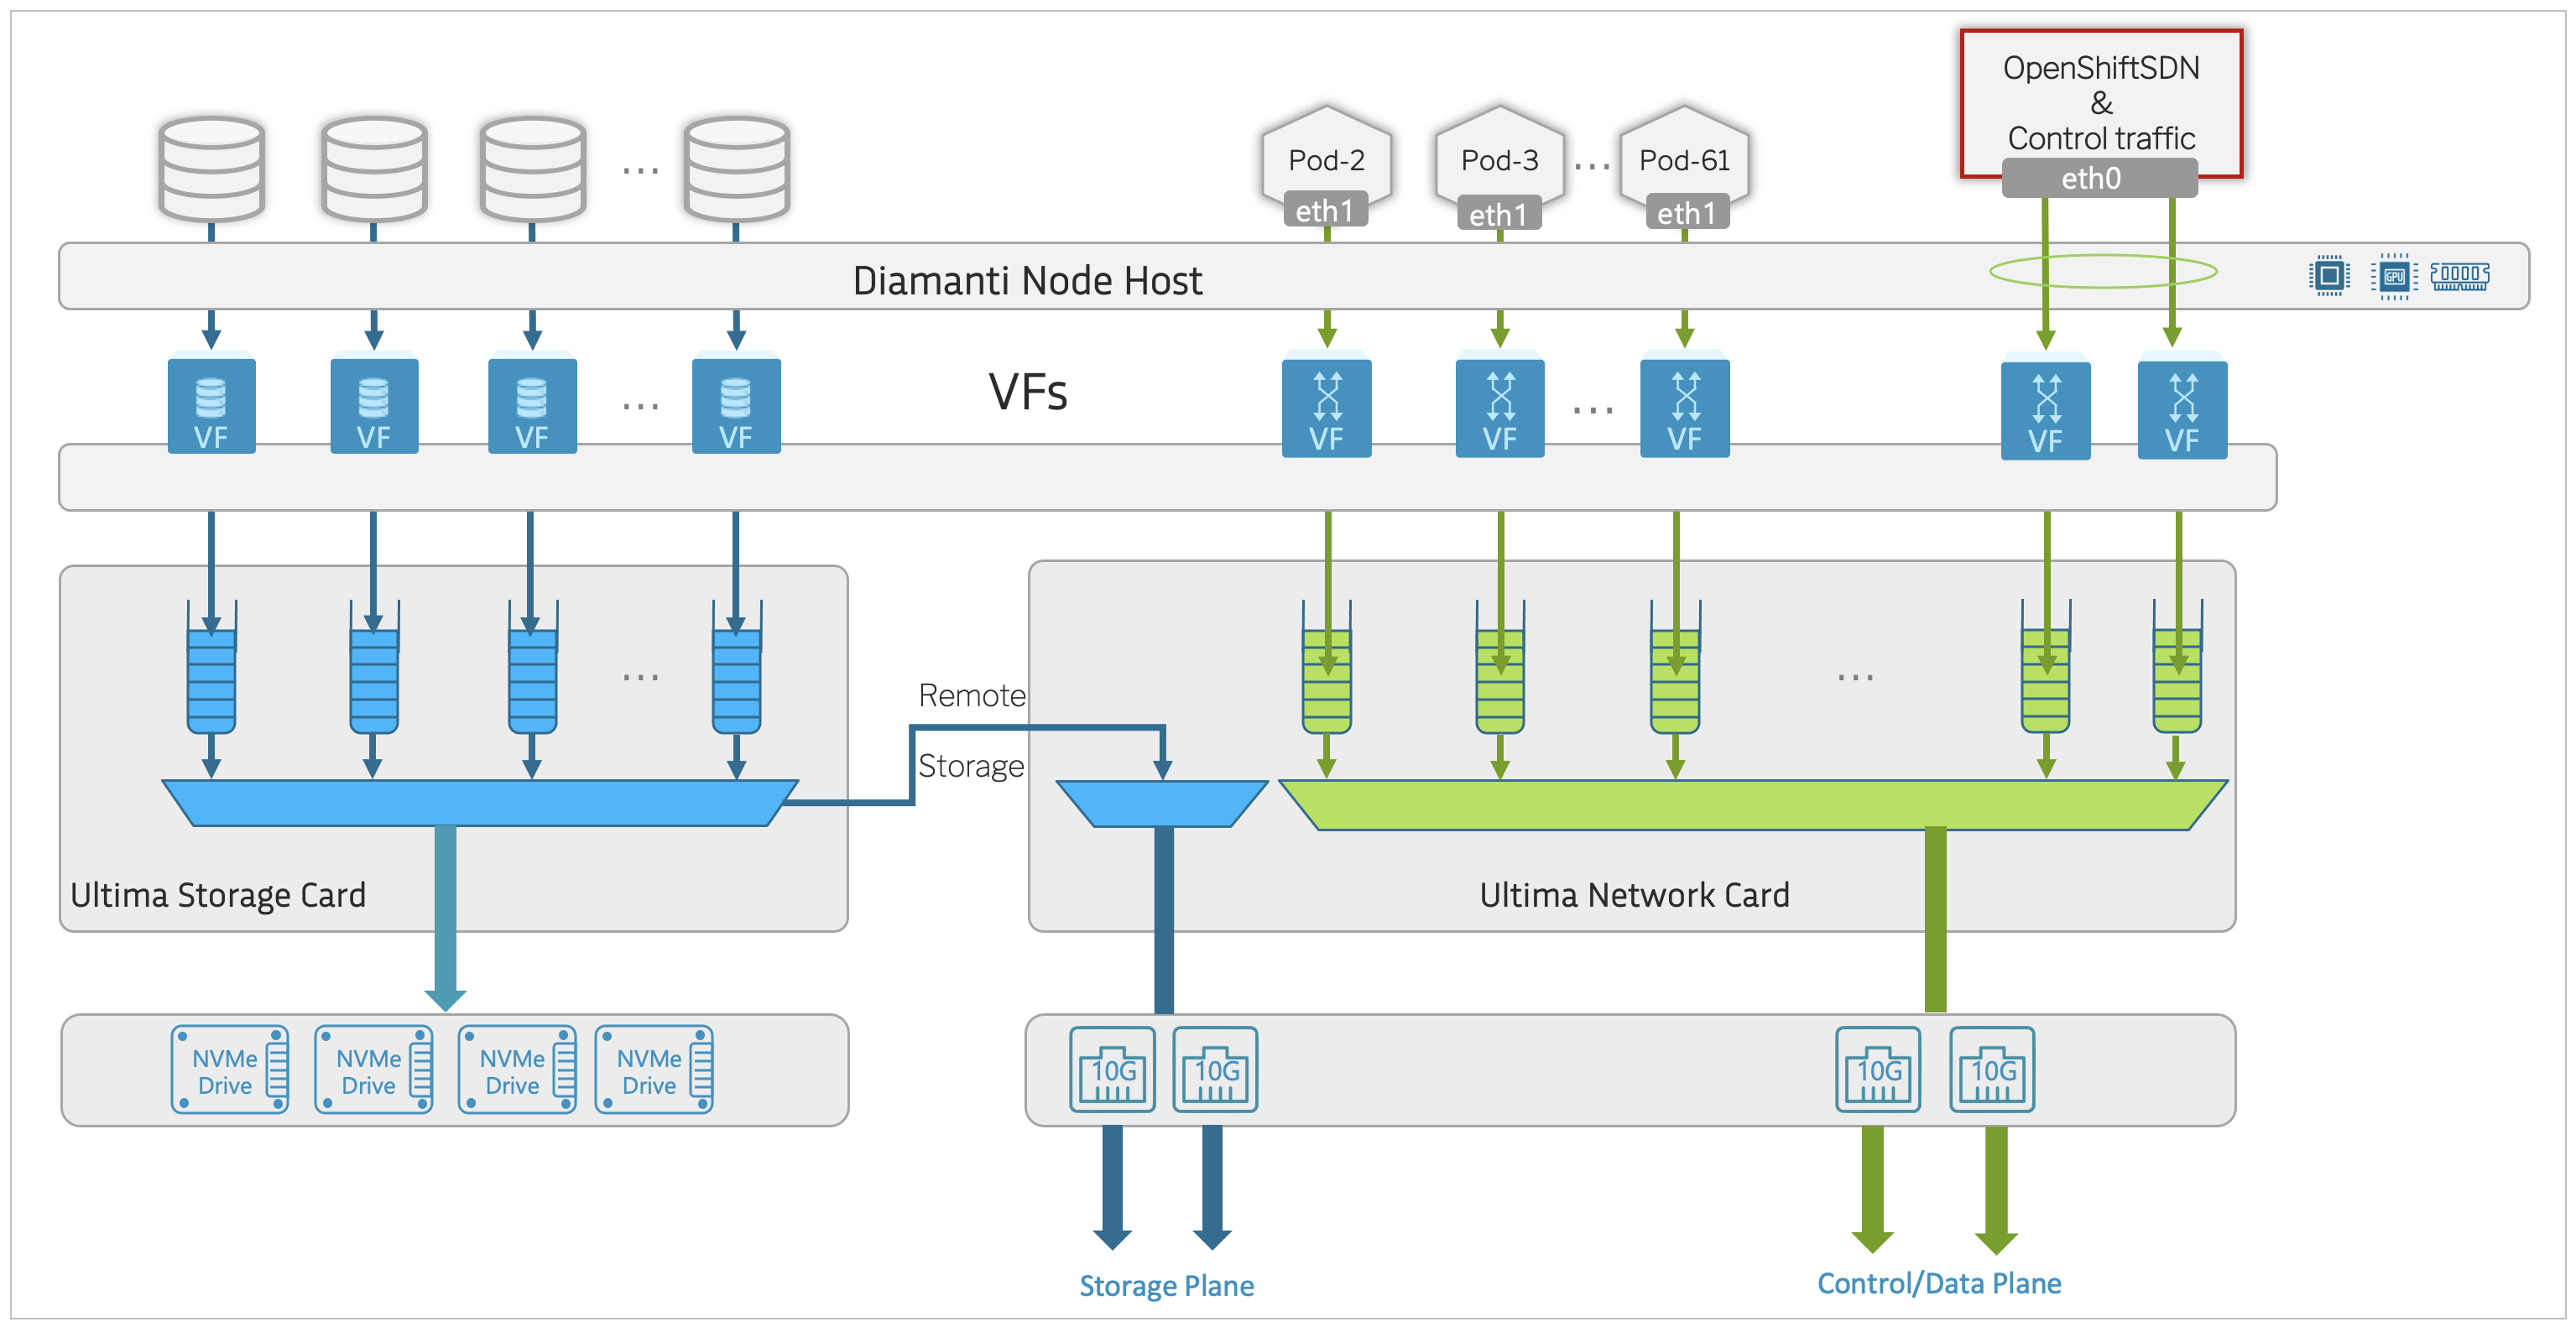 OpenShiftSDN
&
Control traffic
eth0
Pod-2
Pod-3
...
Pod-61
eth1
eth1
eth1
...
Diamanti Node Host
GPU
VFs
VF
VF
VF
...
VF
VF
VF
...
VF
VF
VF
...
...
Remote
Storage
Ultima Storage Card
Ultima Network Card
NVMe
Drive
NVMe
Drive
NVMe
Drive
NVMe
Drive
10G
10G
10G
10G
Storage Plane
Control/Data Plane